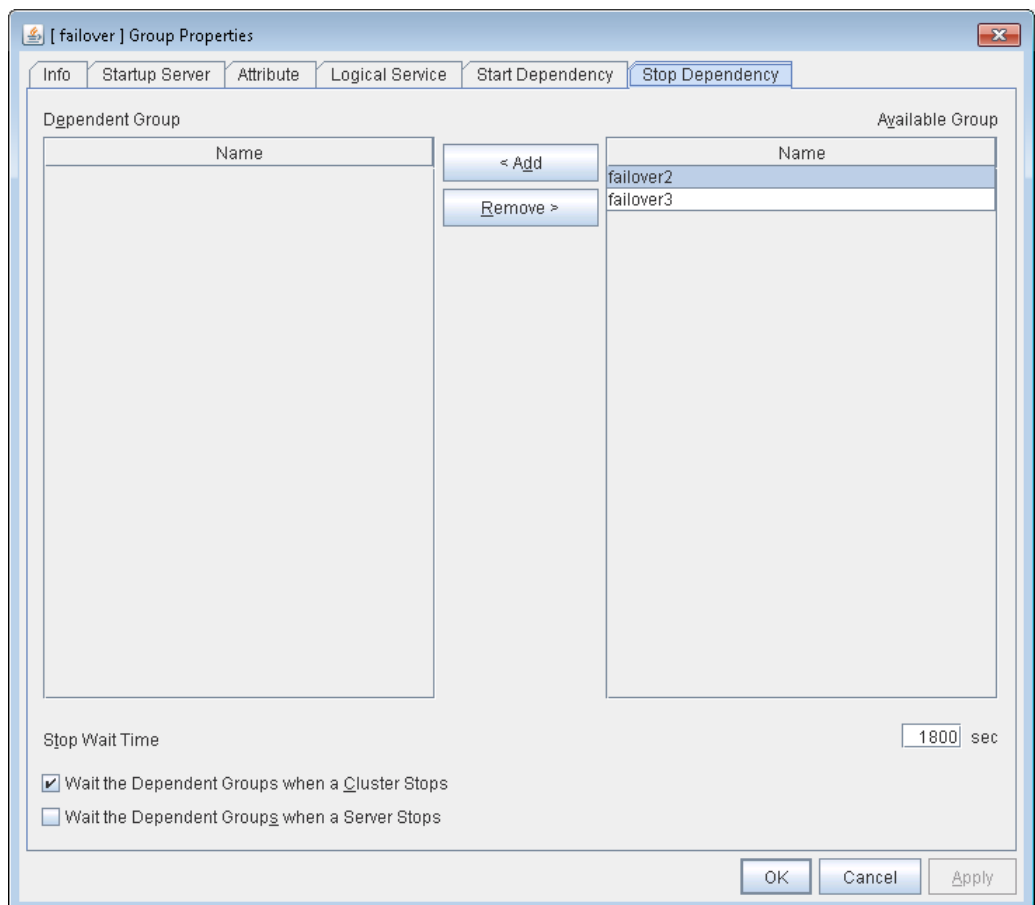 [ failover ] Group Properties
Info
Startup Server
Attribute
Logical Service
Start Dependency
Stop Dependency
Dependent Group
Available Group
Name
< Add
Remove >
Name
failover2
failover3
Stop Wait Time
1800 sec
Wait the Dependent Groups when a Cluster Stops
Wait the Dependent Groups when a Server Stops
OK
Cancel
Apply